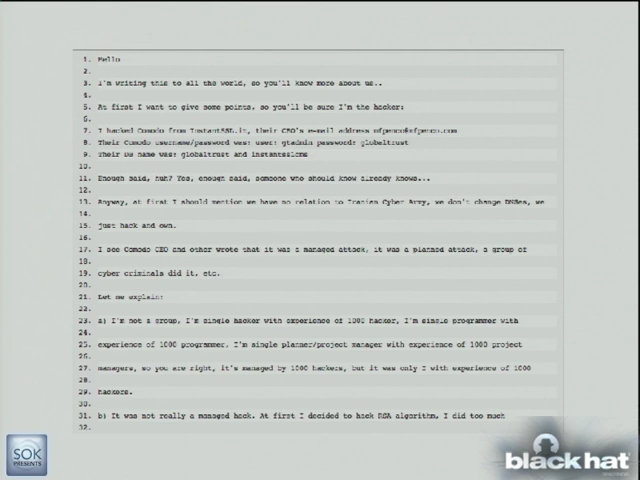 1. Hello
2.
3. I'm writing this to all the world, so you'll know more about us..
4.
5. At first I want to give some points, so you'll be sure I'm the hacker:
6.
7. I hacked Comodo from InstantSSL.it, their CEO's e-mail address mfpenco@mfpenco.com
8. Their Comodo username/password was: user: gtadmin password: globaltrust
9. Their DB name was: globaltrust and instantsslcms
10.
11. Enough said, huh? Yes, enough said, someone who should know already knows...
12.
13. Anyway, at first I should mention we have no relation to Iranian Cyber Army, we don't change DNSes, we
14.
15. just hack and own.
16.
17. I see Comodo CEO and other wrote that it was a managed attack, it was a planned attack, a group of
18.
19. cyber criminals did it, etc.
20.
21. Let me explain:
22.
23. a) I'm not a group, I'm single hacker with experience of 1000 hacker, I'm single programmer with
24.
25. experience of 1000 programmer, I'm single planner/project manager with experience of 1000 project
26.
27. managers, so you are right, it's managed by 1000 hackers, but it was only I with experience of 1000
28.
29. hackers.
30.
31. b) It was not really a managed hack. At first I decided to hack RSA algorithm, I did too much
32.
SOK
PRESENTS
black hat